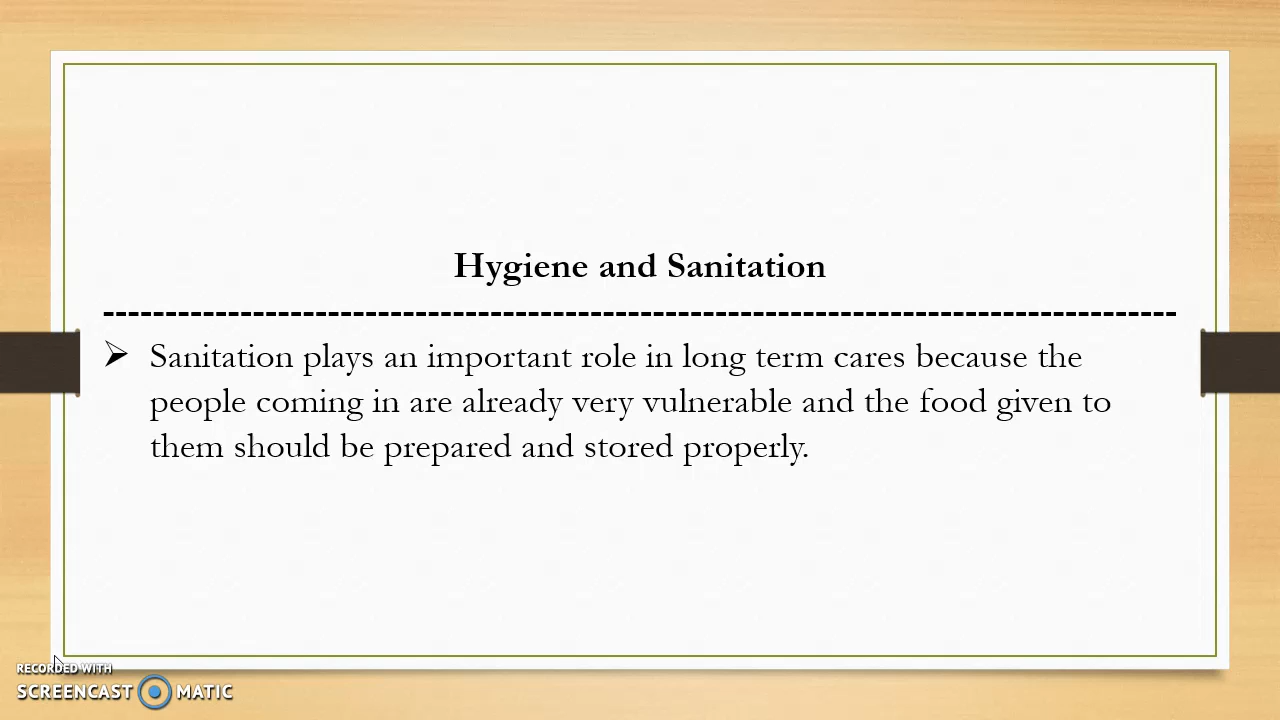 Hygiene and Sanitation
Sanitation plays an important role in long term cares because the
people coming in are already very vulnerable and the food given to
them should be prepared and stored properly.
RECORDED WITH
SCREENCAST MATIC